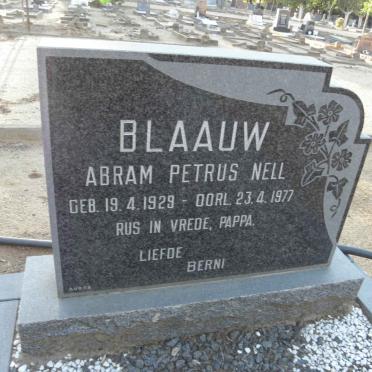 BLAAUW
ABRAM PETRUS NELL
GEB. 19.4.1929 - OORL. 23.4.1977
RUS IN VREDE, PAPPA.
LIEFDE
BERNI